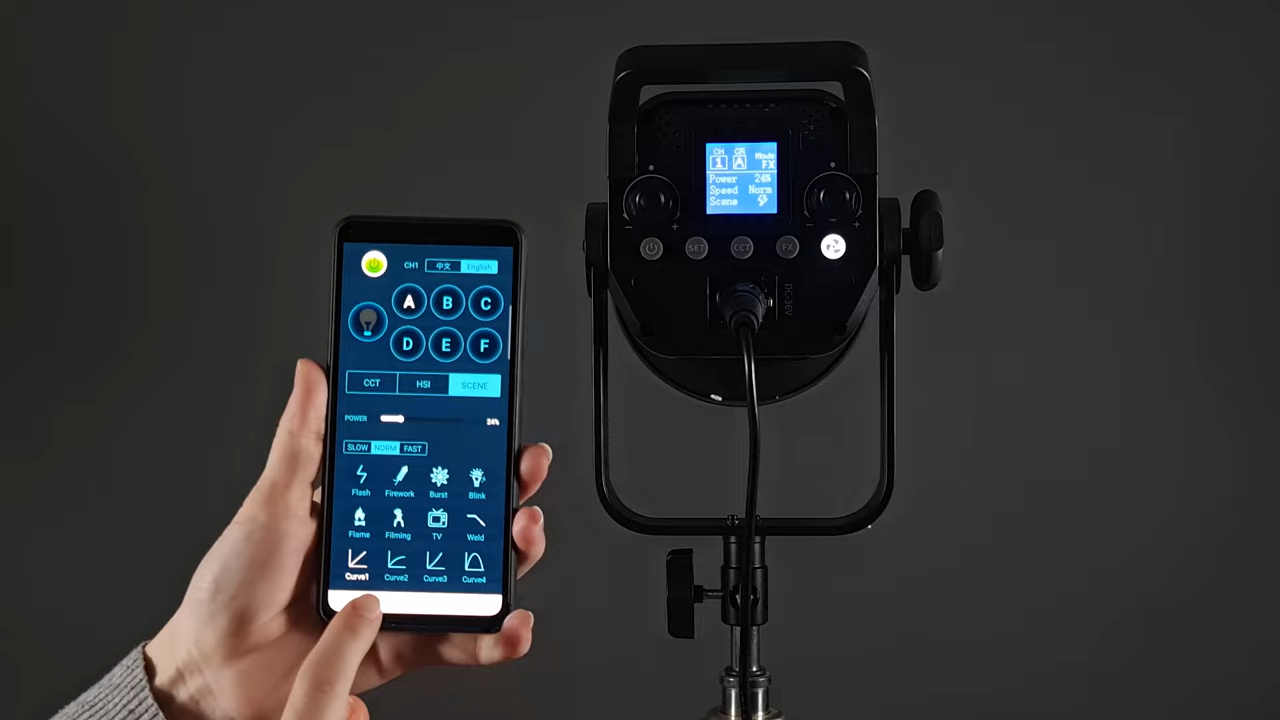 CH1 中文 English
A B C
D E F
CCT HSI SCENE
POWER 24%
SLOW NORM FAST
Flash Firework Burst Blink
Flame Filming TV Weld
Curve1 Curve2 Curve3 Curve4
CH GR Mode
1 A FX
Power 24%
Speed Norm
Scene
- + - +
SET CCT FX
DC-36V